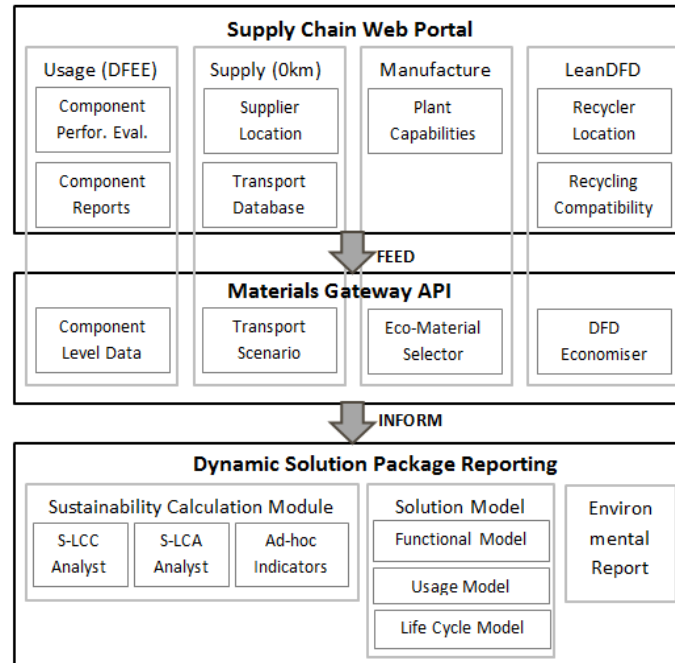 Supply Chain Web Portal
Usage (DFEE)
Component
Perfor. Eval.
Component
Reports
Supply (0km)
Supplier
Location
Transport
Database
Manufacture
Plant
Capabilities
LeanDFD
Recycler
Location
Recycling
Compatibility
FEED
Materials Gateway API
Component
Level Data
Transport
Scenario
Eco-Material
Selector
DFD
Economiser
INFORM
Dynamic Solution Package Reporting
Sustainability Calculation Module
S-LCC
Analyst
S-LCA
Analyst
Ad-hoc
Indicators
Solution Model
Functional Model
Usage Model
Life Cycle Model
Environ
mental
Report